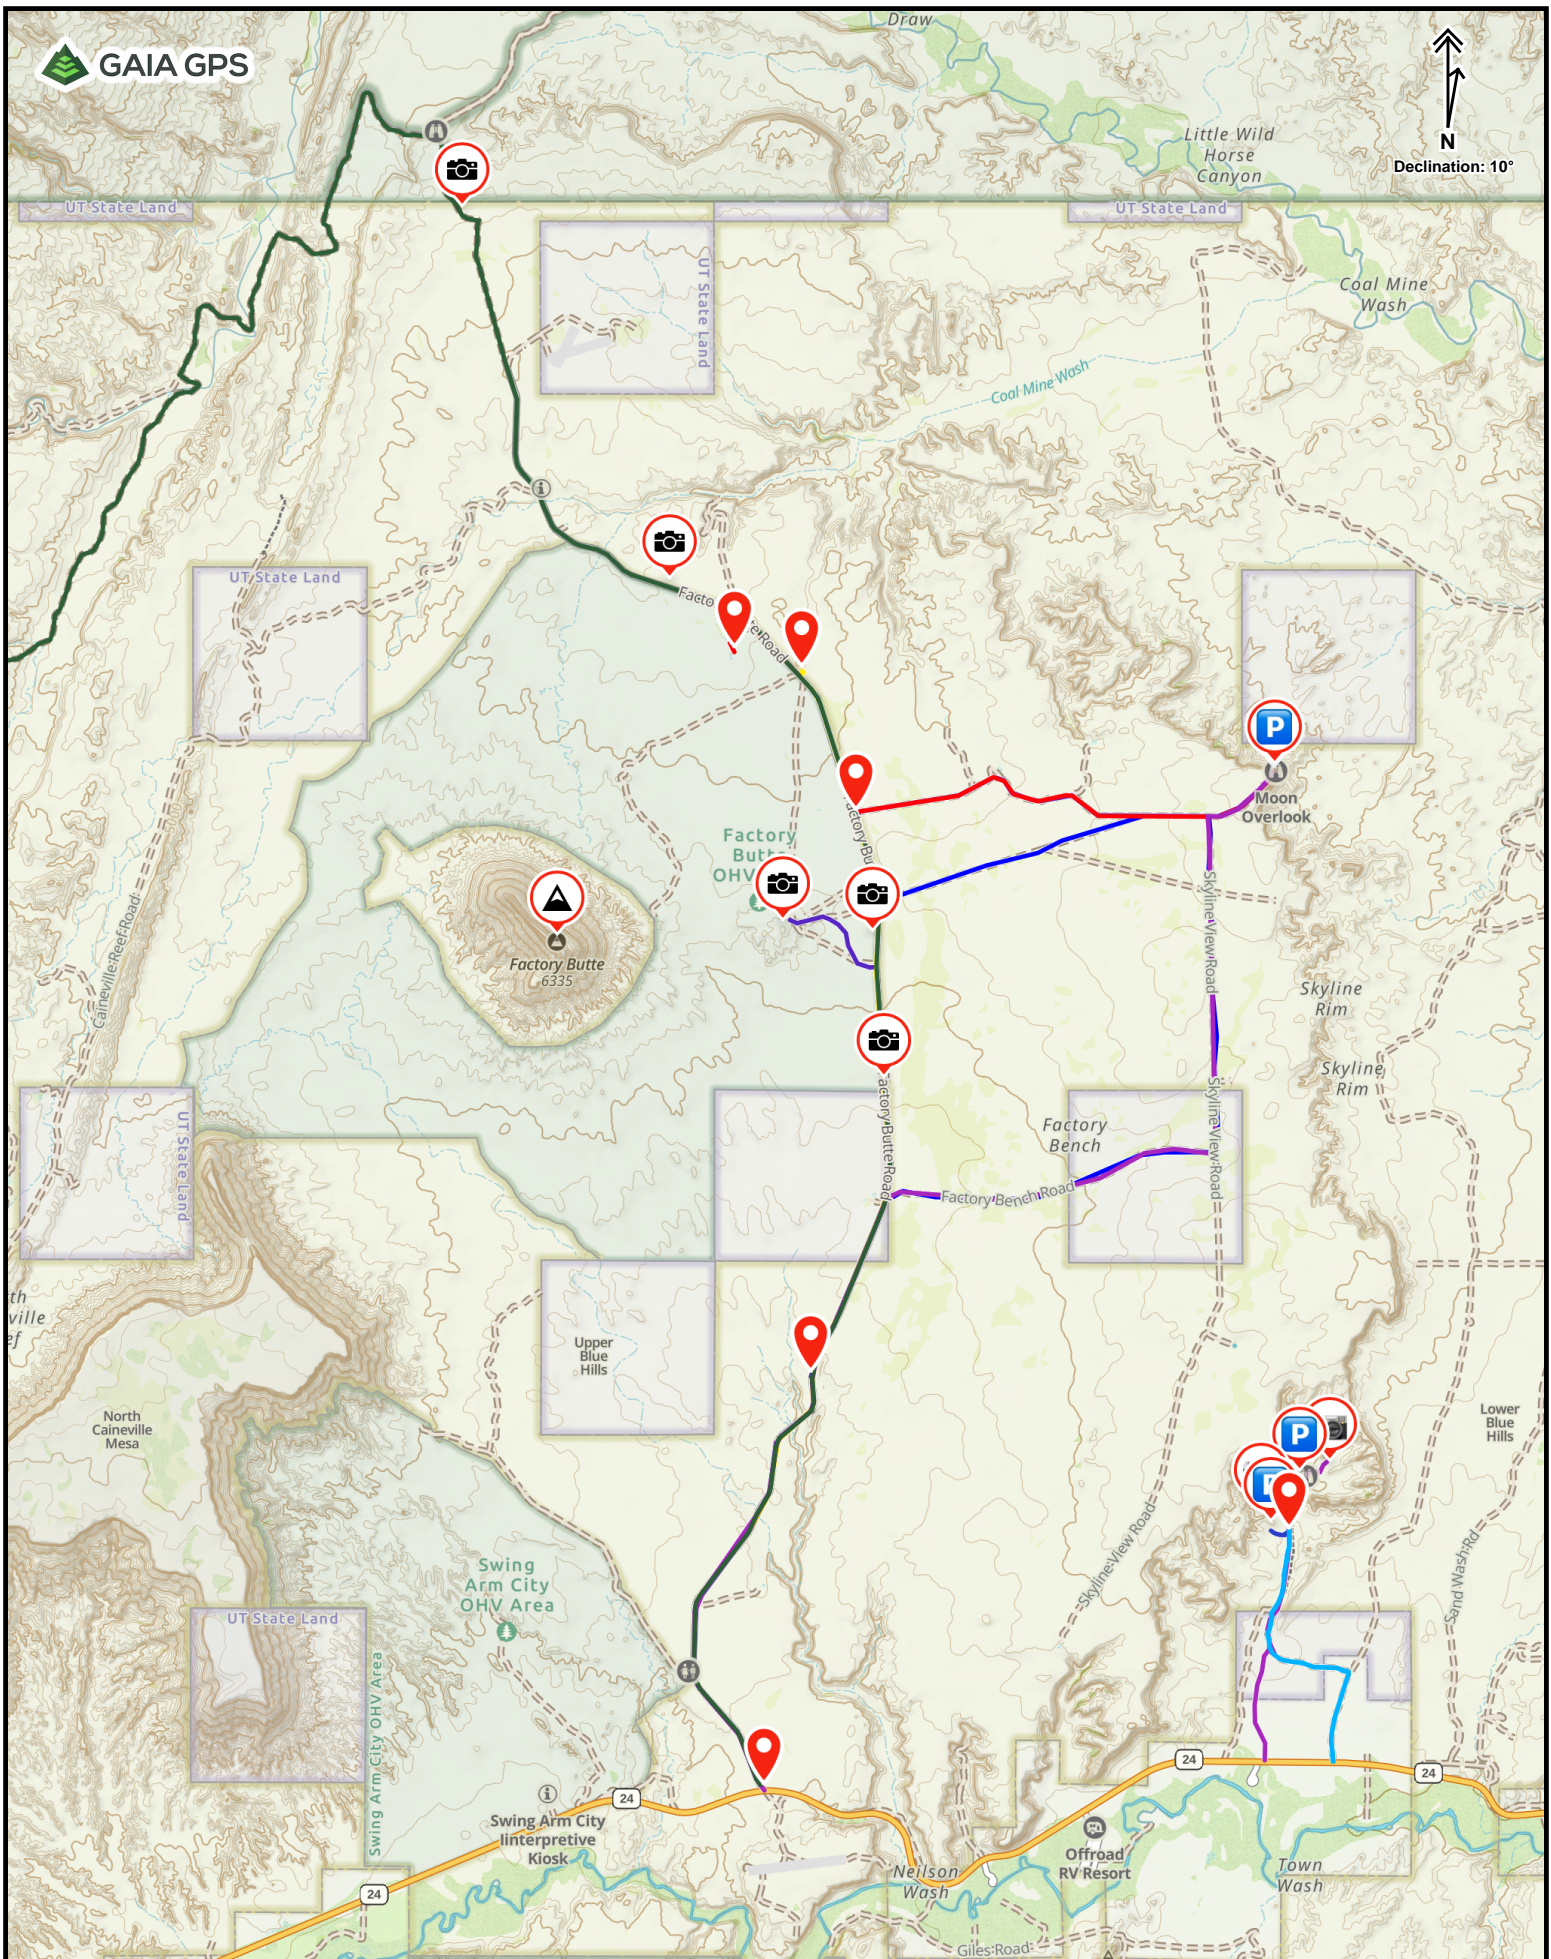 Draw
GAIA GPS
N
Declination: 10°
Little Wild
Horse
Canyon
UT State Land
UT State Land
UT State Land
Coal Mine
Wash
Coal Mine Wash
UT State Land
Moon
Overlook
Factory
OHV
Factory Butte
6335
Caineville Reef Road
Skyline View Road
Skyline
Rim
Skyline
Rim
UT State Land
Factory
Bench
Factory Butte Road
Skyline View Road
Factory Bench Road
Upper
Blue
Hills
North
Caineville
Mesa
Lower
Blue
Hills
P
Skyline View Road
Sand Wash Rd
Swing
Arm City
OHV Area
UT State Land
Swing Arm City OHV Area
24
24
24
24
Swing Arm City
Iinterpretive
Kiosk
Offroad
RV Resort
Neilson
Wash
Town
Wash
Giles Road
P